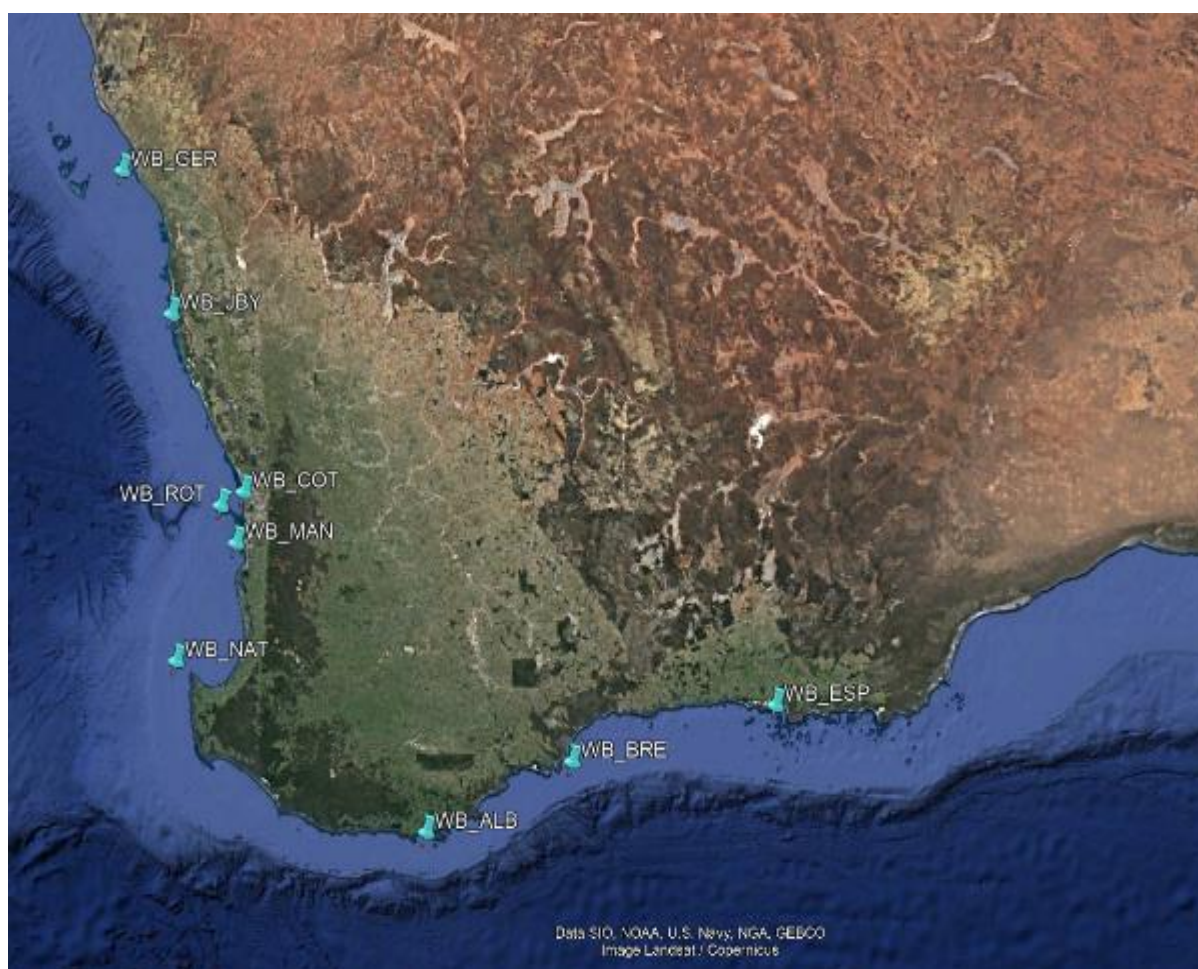 WB_GER
WB_JBY
WB_COT
WB_ROT
WB_MAN
WB_NAT
WB_ESP
WB_BRE
WB_ALB
Data SIO, NOAA, U.S. Navy, NGA, GEBCO
Image Landsat / Copernicus